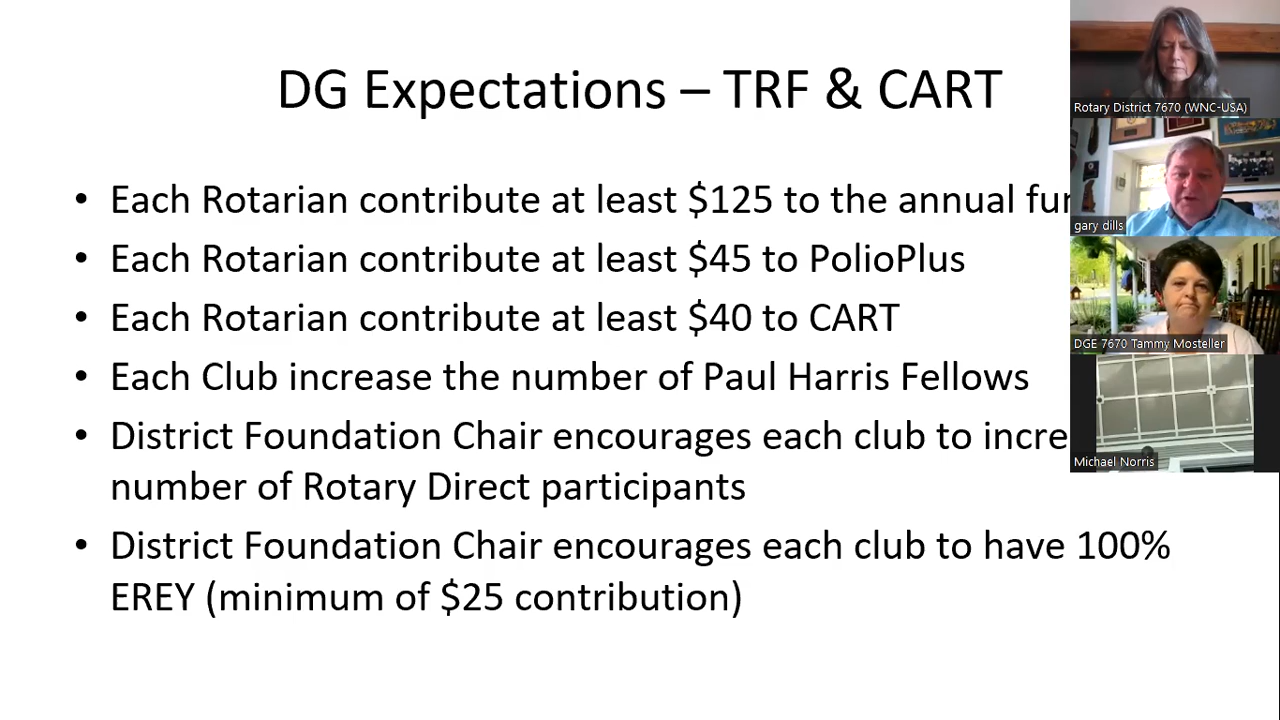 DG Expectations – TRF & CART
• Each Rotarian contribute at least $125 to the annual
• Each Rotarian contribute at least $45 to PolioPlus
• Each Rotarian contribute at least $40 to CART
• Each Club increase the number of Paul Harris Fellows
• District Foundation Chair encourages each club to
number of Rotary Direct participants
• District Foundation Chair encourages each club to have 100%
EREY (minimum of $25 contribution)
Rotary District 7670 (WNC-USA)
gary dills
DGE 7670 Tammy Mosteller
Michael Norris